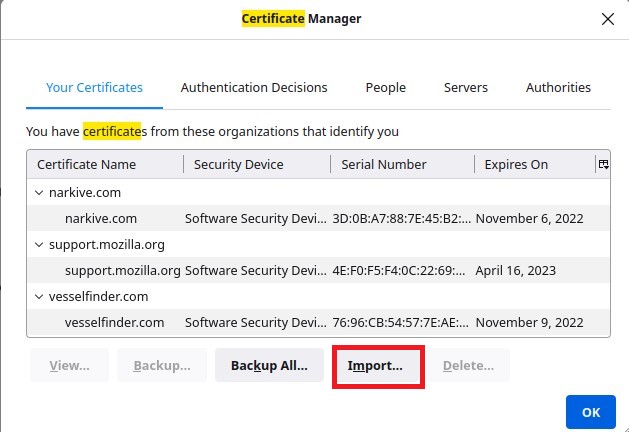 Certificate Manager
Your Certificates Authentication Decisions People Servers Authorities
You have certificates from these organizations that identify you
Certificate Name Security Device Serial Number Expires On
narkive.com
narkive.com Software Security Devi... 3D:0B:A7:88:7E:45:B2:... November 6, 2022
support.mozilla.org
support.mozilla.org Software Security Devi... 4E:F0:F5:F4:0C:22:69:... April 16, 2023
vesselfinder.com
vesselfinder.com Software Security Devi... 76:96:CB:54:57:7E:AE:... November 9, 2022
View... Backup... Backup All... Import... Delete...
OK